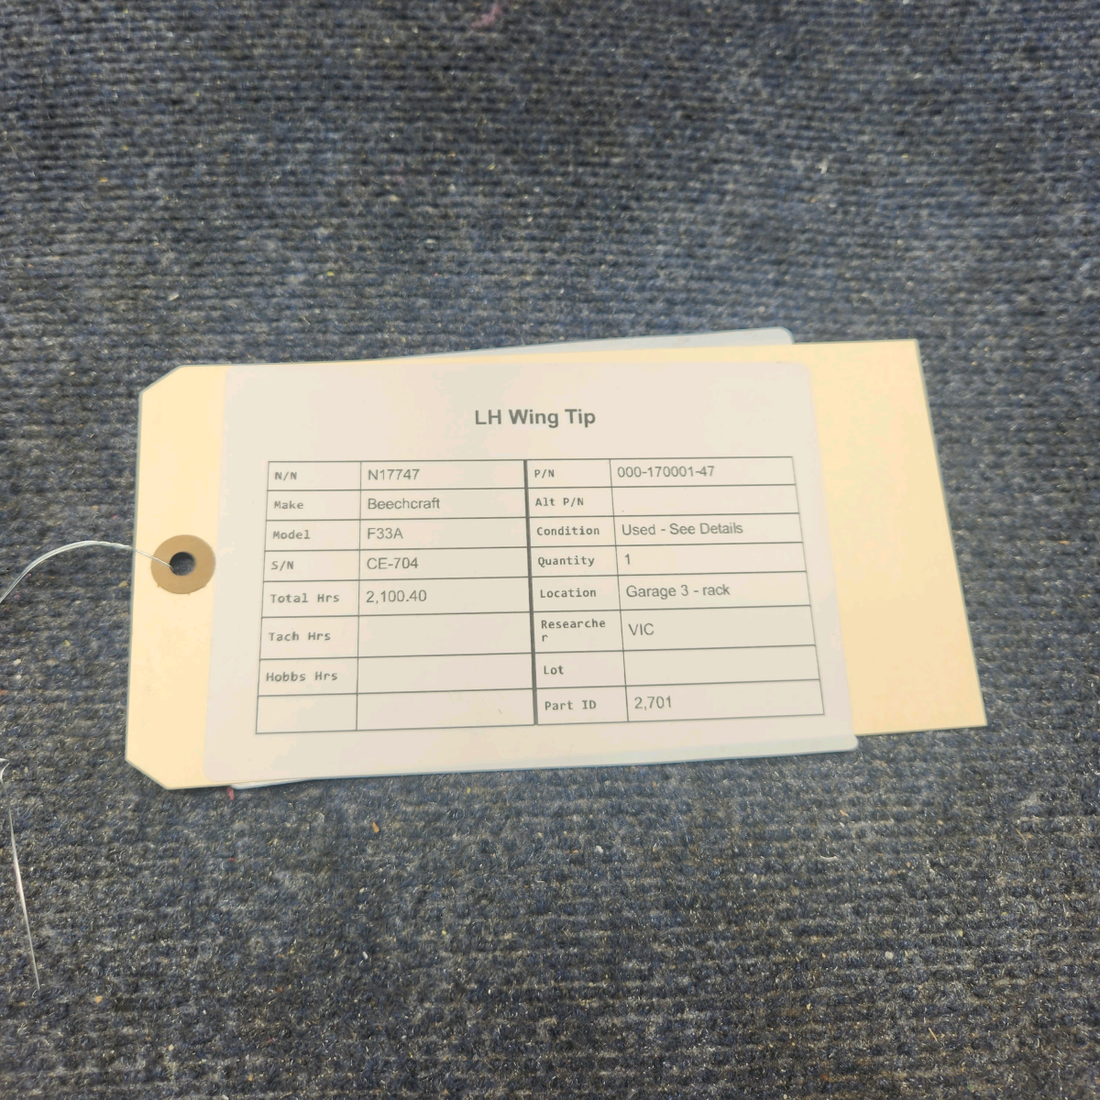 LH Wing Tip
N/N N17747 P/N 000-170001-47
Make Beechcraft Alt P/N
Model F33A Condition Used - See Details
S/N CE-704 Quantity 1
Total Hrs 2,100.40 Location Garage 3 - rack
Tach Hrs Researche
r VIC
Hobbs Hrs Lot
Part ID 2,701